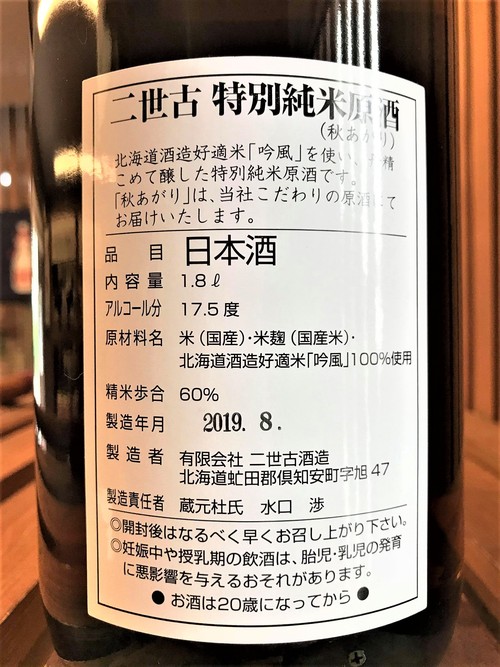 二世古 特別純米原酒
(秋あがり)
北海道酒造好適米「吟風」を使い、 精
こめて醸した特別純米原酒です。
「秋あがり」は、当社こだわりの原酒にて
お届けいたします。
品目 日本酒
内容量 1.8ℓ
アルコール分 17.5度
原材料名 米(国産)・米麹(国産米)・
北海道酒造好適米「吟風」100%使用
精米歩合 60%
製造年月 2019. 8.
製造者 有限会社 二世古酒造
北海道虻田郡倶知安町字旭47
製造責任者 蔵元杜氏 水口 渉
◎開封後はなるべく早くお召し上がり下さい。
◎妊娠中や授乳期の飲酒は、胎児・乳児の発育
に悪影響を与えるおそれがあります。
● お酒は20歳になってから ●